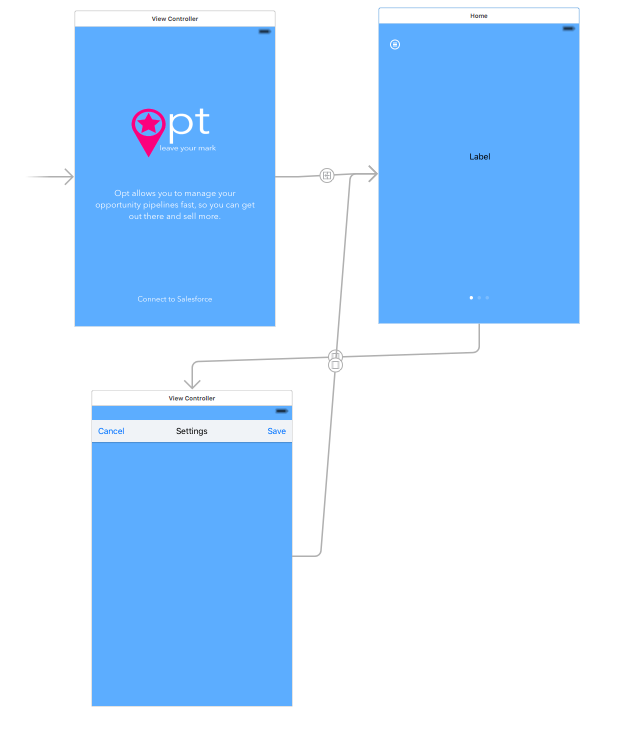 View Controller
Opt
leave your mark
Opt allows you to manage your
opportunity pipelines fast, so you can get
out there and sell more.
Connect to Salesforce
Home
Label
View Controller
Cancel Settings Save